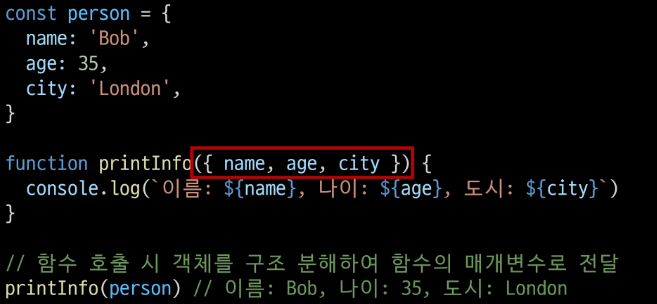 const person = {
  name: 'Bob',
  age: 35,
  city: 'London',
}
function printInfo({ name, age, city }) {
  console.log(`이름: ${name}, 나이: ${age}, 도시: ${city}`)
}
// 함수 호출 시 객체를 구조 분해하여 함수의 매개변수로 전달
printInfo(person) // 이름: Bob, 나이: 35, 도시: London